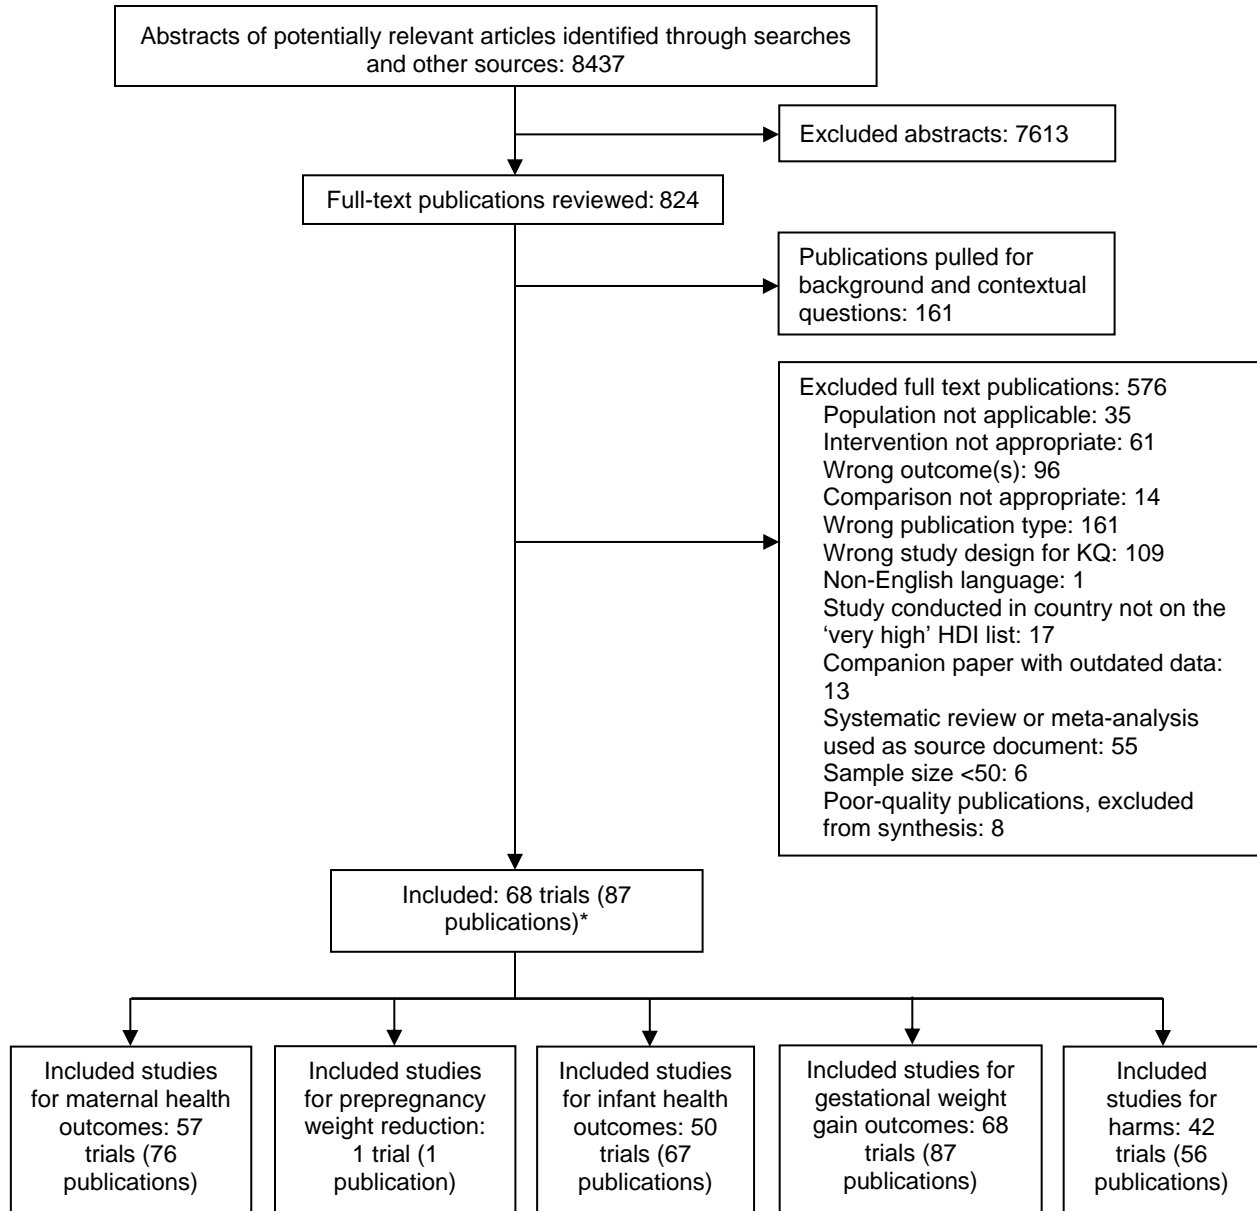 Abstracts of potentially relevant articles identified through searches
and other sources: 8437
Excluded abstracts: 7613
Full-text publications reviewed: 824
Publications pulled for
background and contextual
questions: 161
Excluded full text publications: 576
Population not applicable: 35
Intervention not appropriate: 61
Wrong outcome(s): 96
Comparison not appropriate: 14
Wrong publication type: 161
Wrong study design for KQ: 109
Non-English language: 1
Study conducted in country not on the
‘very high’ HDI list: 17
Companion paper with outdated data:
13
Systematic review or meta-analysis
used as source document: 55
Sample size <50: 6
Poor-quality publications, excluded
from synthesis: 8
Included: 68 trials (87
publications)*
Included studies
for maternal health
outcomes: 57
trials (76
publications)
Included studies
for prepregnancy
weight reduction:
1 trial (1
publication)
Included studies
for infant health
outcomes: 50
trials (67
publications)
Included studies for
gestational weight
gain outcomes: 68
trials (87
publications)
Included
studies for
harms: 42
trials (56
publications)